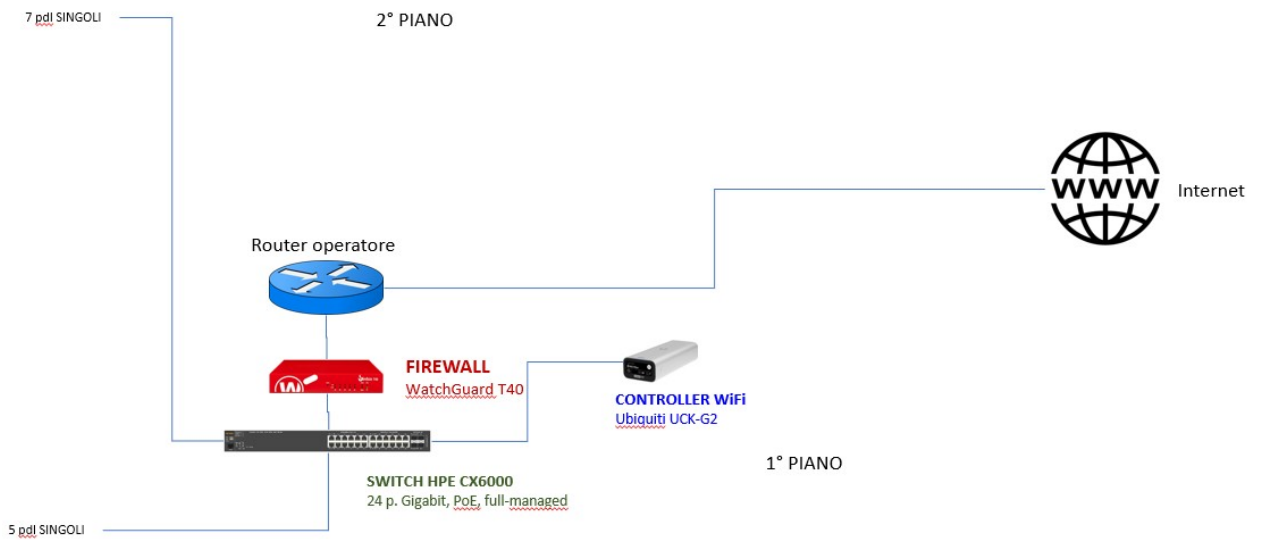 7 pdl SINGOLI
2° PIANO
WWW
Internet
Router operatore
FIREWALL
WatchGuard T40
CONTROLLER WiFi
Ubiquiti UCK-G2
1° PIANO
SWITCH HPE CX6000
24 p. Gigabit, PoE, full-managed
5 pdl SINGOLI